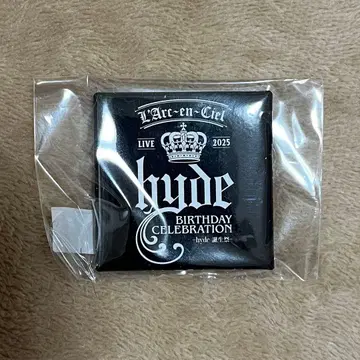 L'Arc~en~Ciel
LIVE 2025
hyde
BIRTHDAY
CELEBRATION
-hyde 誕生祭-